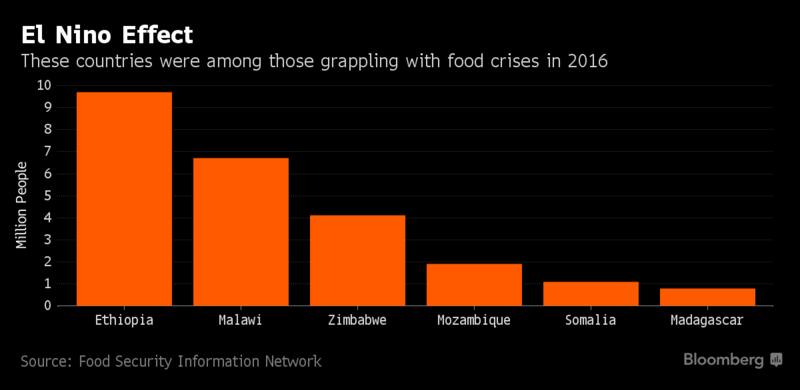 El Nino Effect
These countries were among those grappling with food crises in 2016
10
9
8
7
6
5
4
3
2
1
0
Million People
Ethiopia Malawi Zimbabwe Mozambique Somalia Madagascar
Source: Food Security Information Network
Bloomberg